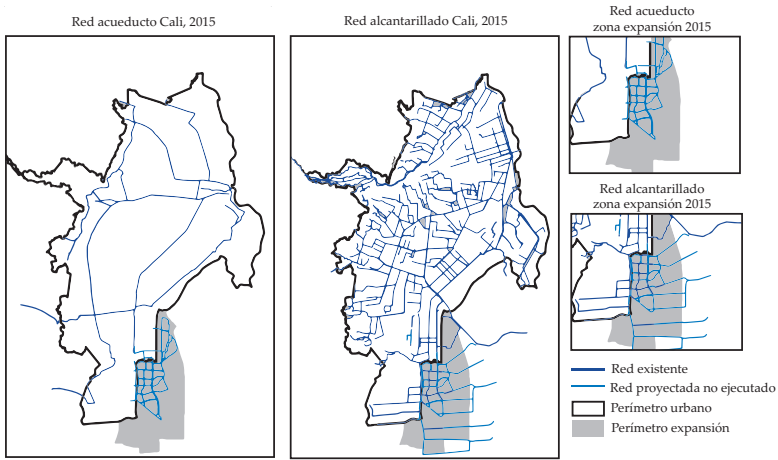 Red acueducto Cali, 2015
Red alcantarillado Cali, 2015
Red acueducto
zona expansión 2015
Red alcantarillado
zona expansión 2015
Red existente
Red proyectada no ejecutado
Perímetro urbano
Perímetro expansión